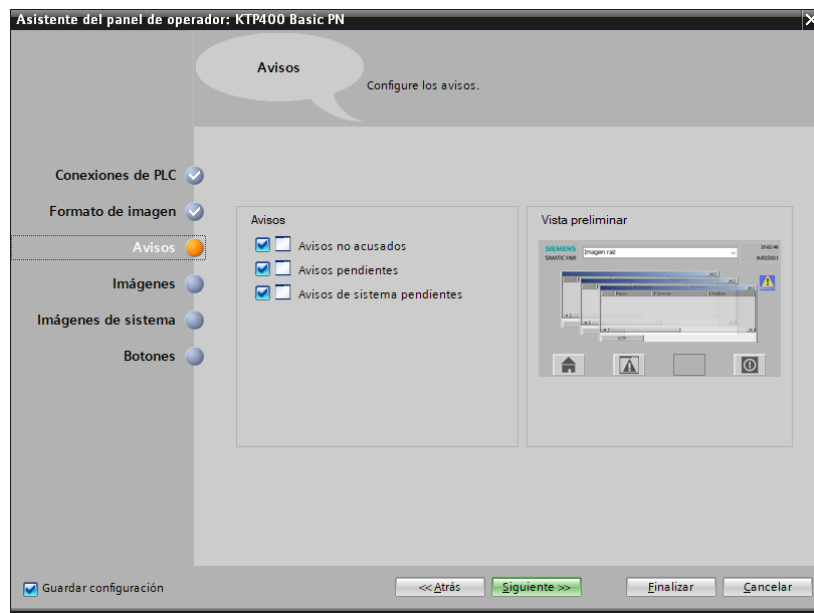 Asistente del panel de operador: KTP400 Basic PN
Avisos
Configure los avisos.
Conexiones de PLC
Formato de imagen
Avisos
Imágenes
Imágenes de sistema
Botones
Avisos
Avisos no acusados
Avisos pendientes
Avisos de sistema pendientes
Vista preliminar
SIEMENS
SIMATIC HMI
Imagen raíz
Guardar configuración
<< Atrás
Siguiente >>
Finalizar
Cancelar